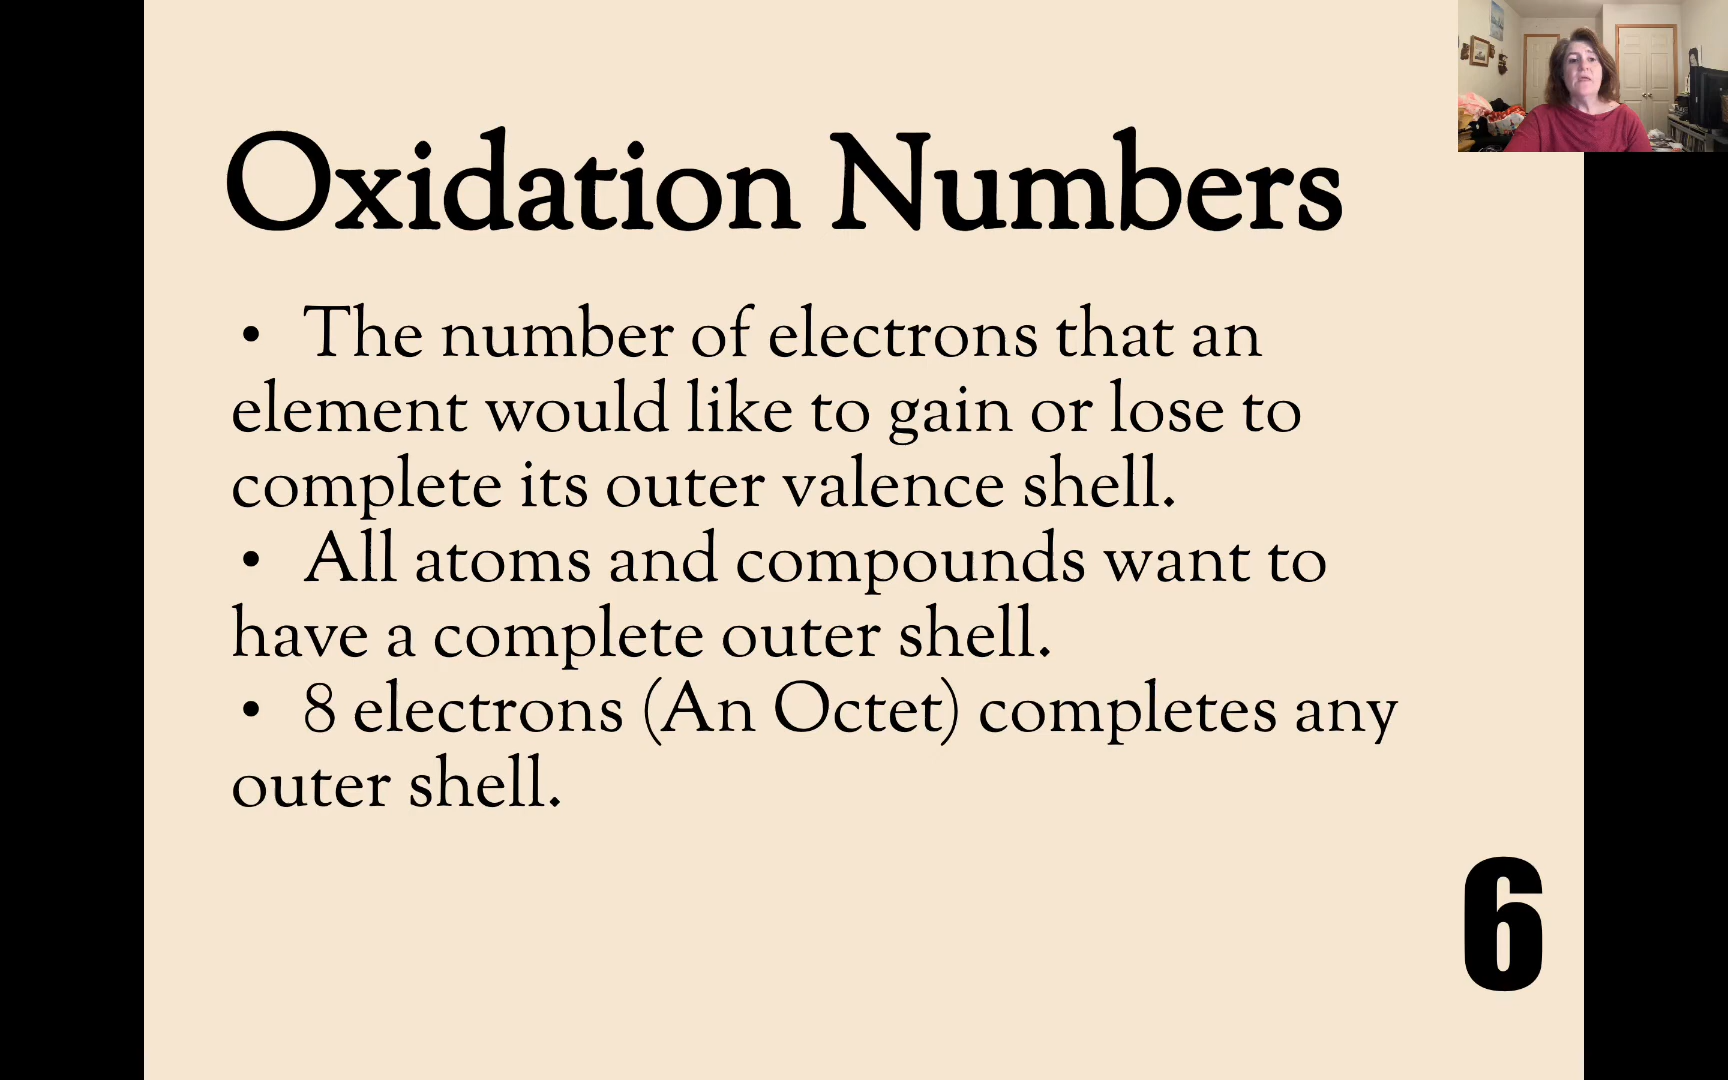 Oxidation Numbers
• The number of electrons that an
element would like to gain or lose to
complete its outer valence shell.
• All atoms and compounds want to
have a complete outer shell.
• 8 electrons (An Octet) completes any
outer shell.
6